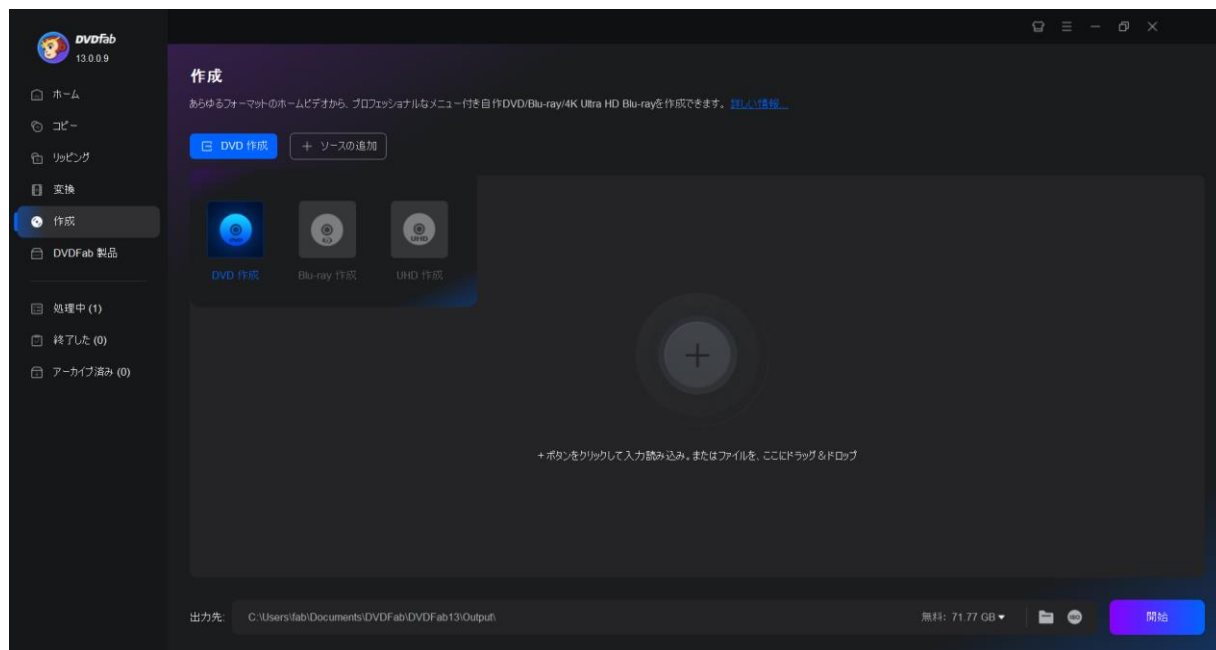 DVDFab
13.0.0.9
ホーム
コピー
リッピング
変換
作成
DVDFab 製品
処理中 (1)
終了した (0)
アーカイブ済み (0)
作成
あらゆるフォーマットのホームビデオから、プロフェッショナルなメニュー付き自作DVD/Blu-ray/4K Ultra HD Blu-rayを作成できます。詳しい情報...
DVD 作成
ソースの追加
DVD 作成
Blu-ray 作成
UHD 作成
+ ボタンをクリックして入力読み込み。またはファイルを、ここにドラッグ＆ドロップ
出力先:
C:\Users\fab\Documents\DVDFab\DVDFab13\Output\
無料: 71.77 GB
開始